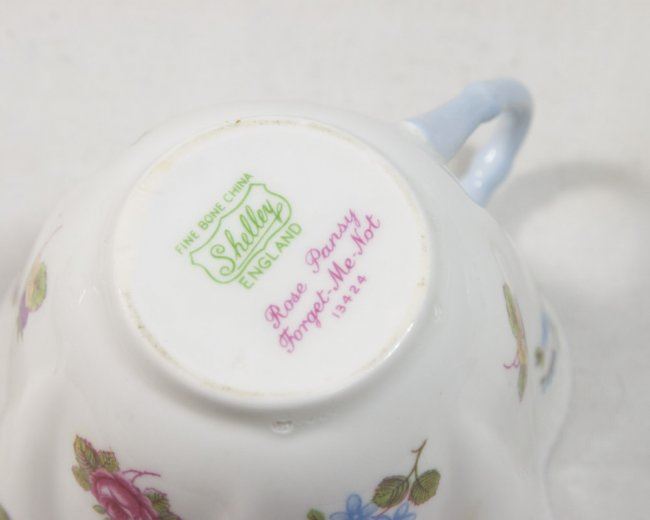 FINE BONE CHINA
Shelley
ENGLAND
Rose Pansy
Forget-Me-Not
13424